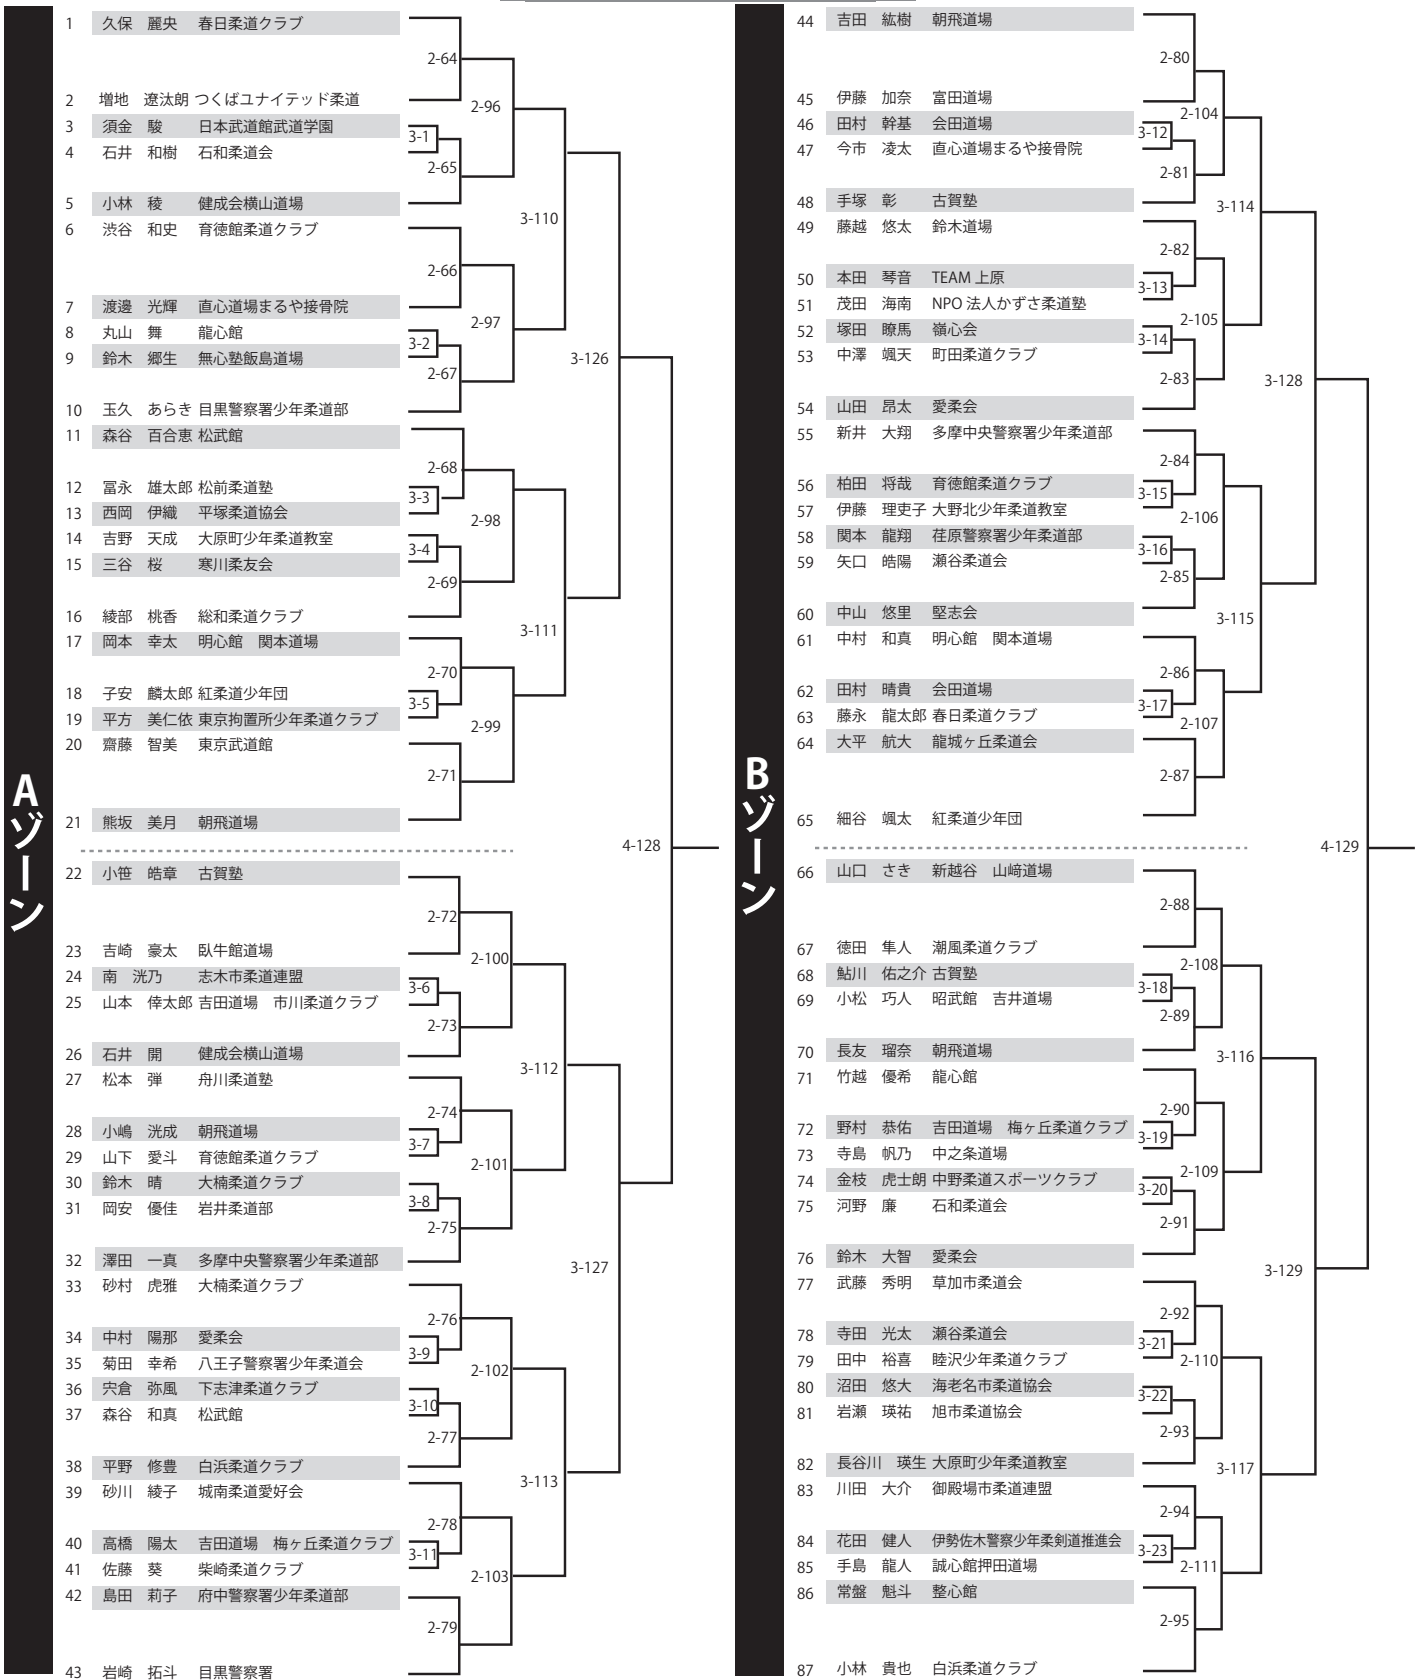 Aゾーン
1 久保 麗央 春日柔道クラブ
2 増地 遼汰朗 つくばユナイテッド柔道
3 須金 駿 日本武道館武道学園
4 石井 和樹 石和柔道会
5 小林 稜 健成会横山道場
6 渋谷 和史 育徳館柔道クラブ
7 渡邊 光輝 直心道場まるや接骨院
8 丸山 舞 龍心館
9 鈴木 郷生 無心塾飯島道場
10 玉久 あらき 目黒警察署少年柔道部
11 森谷 百合恵 松武館
12 冨永 雄太郎 松前柔道塾
13 西岡 伊織 平塚柔道協会
14 吉野 天成 大原町少年柔道教室
15 三谷 桜 寒川柔友会
16 綾部 桃香 総和柔道クラブ
17 岡本 幸太 明心館 関本道場
18 子安 麟太郎 紅柔道少年団
19 平方 美仁依 東京拘置所少年柔道クラブ
20 齋藤 智美 東京武道館
21 熊坂 美月 朝飛道場
22 小笹 皓章 古賀塾
23 吉崎 豪太 臥牛館道場
24 南 洸乃 志木市柔道連盟
25 山本 倖太郎 吉田道場 市川柔道クラブ
26 石井 開 健成会横山道場
27 松本 弾 舟川柔道塾
28 小嶋 洸成 朝飛道場
29 山下 愛斗 育徳館柔道クラブ
30 鈴木 晴 大楠柔道クラブ
31 岡安 優佳 岩井柔道部
32 澤田 一真 多摩中央警察署少年柔道部
33 砂村 虎雅 大楠柔道クラブ
34 中村 陽那 愛柔会
35 菊田 幸希 八王子警察署少年柔道会
36 宍倉 弥風 下志津柔道クラブ
37 森谷 和真 松武館
38 平野 修豊 白浜柔道クラブ
39 砂川 綾子 城南柔道愛好会
40 高橋 陽太 吉田道場 梅ヶ丘柔道クラブ
41 佐藤 葵 柴崎柔道クラブ
42 島田 莉子 府中警察署少年柔道部
43 岩崎 拓斗 目黒警察署
2-64
2-96
3-1
2-65
3-110
2-66
2-97
3-2
2-67
3-126
2-68
3-3
2-98
3-4
2-69
3-111
2-70
3-5
2-99
2-71
4-128
2-72
2-100
3-6
2-73
3-112
2-74
3-7
2-101
3-8
2-75
3-127
2-76
3-9
2-102
3-10
2-77
3-113
2-78
3-11
2-103
2-79
Bゾーン
44 吉田 紘樹 朝飛道場
45 伊藤 加奈 富田道場
46 田村 幹基 会田道場
47 今市 凌太 直心道場まるや接骨院
48 手塚 彰 古賀塾
49 藤越 悠太 鈴木道場
50 本田 琴音 TEAM 上原
51 茂田 海南 NPO 法人かずさ柔道塾
52 塚田 瞭馬 嶺心会
53 中澤 颯天 町田柔道クラブ
54 山田 昂太 愛柔会
55 新井 大翔 多摩中央警察署少年柔道部
56 柏田 将哉 育徳館柔道クラブ
57 伊藤 理吏子 大野北少年柔道教室
58 関本 龍翔 荏原警察署少年柔道部
59 矢口 皓陽 瀬谷柔道会
60 中山 悠里 堅志会
61 中村 和真 明心館 関本道場
62 田村 晴貴 会田道場
63 藤永 龍太郎 春日柔道クラブ
64 大平 航大 龍城ヶ丘柔道会
65 細谷 颯太 紅柔道少年団
66 山口 さき 新越谷 山﨑道場
67 徳田 隼人 潮風柔道クラブ
68 鮎川 佑之介 古賀塾
69 小松 巧人 昭武館 吉井道場
70 長友 瑠奈 朝飛道場
71 竹越 優希 龍心館
72 野村 恭佑 吉田道場 梅ヶ丘柔道クラブ
73 寺島 帆乃 中之条道場
74 金枝 虎士朗 中野柔道スポーツクラブ
75 河野 廉 石和柔道会
76 鈴木 大智 愛柔会
77 武藤 秀明 草加市柔道会
78 寺田 光太 瀬谷柔道会
79 田中 裕喜 睦沢少年柔道クラブ
80 沼田 悠大 海老名市柔道協会
81 岩瀬 瑛祐 旭市柔道協会
82 長谷川 瑛生 大原町少年柔道教室
83 川田 大介 御殿場市柔道連盟
84 花田 健人 伊勢佐木警察少年柔剣道推進会
85 手島 龍人 誠心館押田道場
86 常盤 魁斗 整心館
87 小林 貴也 白浜柔道クラブ
2-80
2-104
3-12
2-81
3-114
2-82
3-13
2-105
3-14
2-83
3-128
2-84
3-15
2-106
3-16
2-85
3-115
2-86
3-17
2-107
2-87
4-129
2-88
2-108
3-18
2-89
3-116
2-90
3-19
2-109
3-20
2-91
3-129
2-92
3-21
2-110
3-22
2-93
3-117
2-94
3-23
2-111
2-95